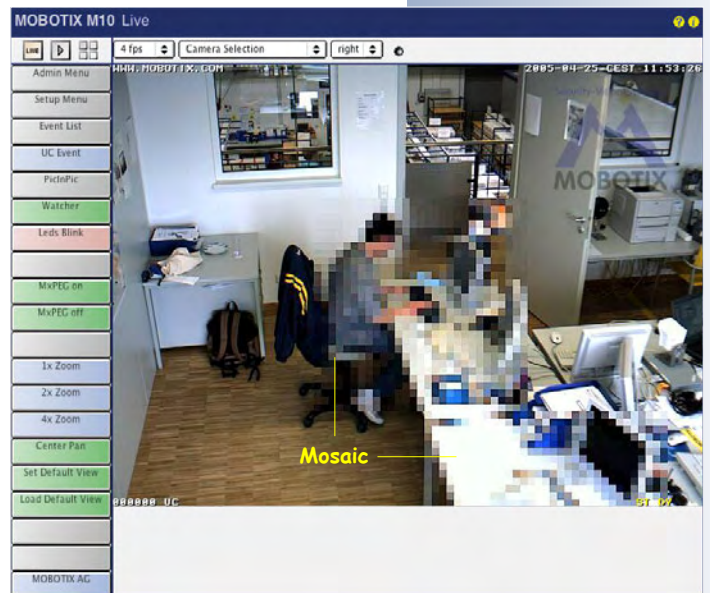 MOBOTIX M10 Live
LIVE
4 fps
Camera Selection
right
Admin Menu
Setup Menu
Event List
UC Event
PicInPic
Watcher
Leds Blink
MxPEG on
MxPEG off
1x Zoom
2x Zoom
4x Zoom
Center Pan
Set Default View
Load Default View
MOBOTIX AG
WWW.MOBOTIX.COM
2005-04-25-CEST 11:53:26
MOBOTIX
Mosaic
000000 UC